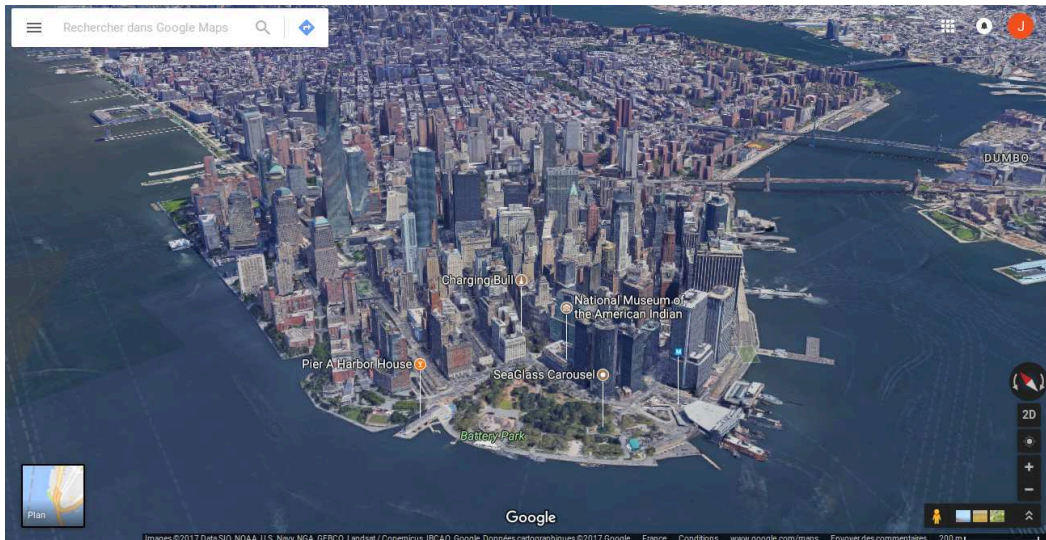 Rechercher dans Google Maps
J
DUMBO
Charging Bull
National Museum of
the American Indian
Pier A Harbor House
SeaGlass Carousel
M
Battery Park
2D
+
−
Plan
Google
Images ©2017 Data SIO, NOAA, U.S. Navy, NGA, GEBCO, Landsat / Copernicus, IBCAO, Google, Données cartographiques ©2017 Google France Conditions www.google.com/maps Envoyer des commentaires 200 m